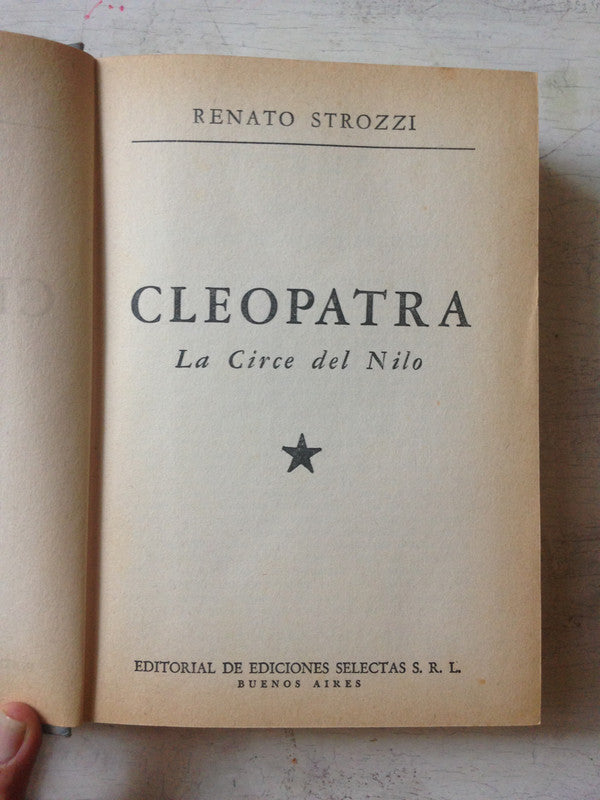 RENATO STROZZI
CLEOPATRA
La Circe del Nilo
EDITORIAL DE EDICIONES SELECTAS S. R. L.
BUENOS AIRES